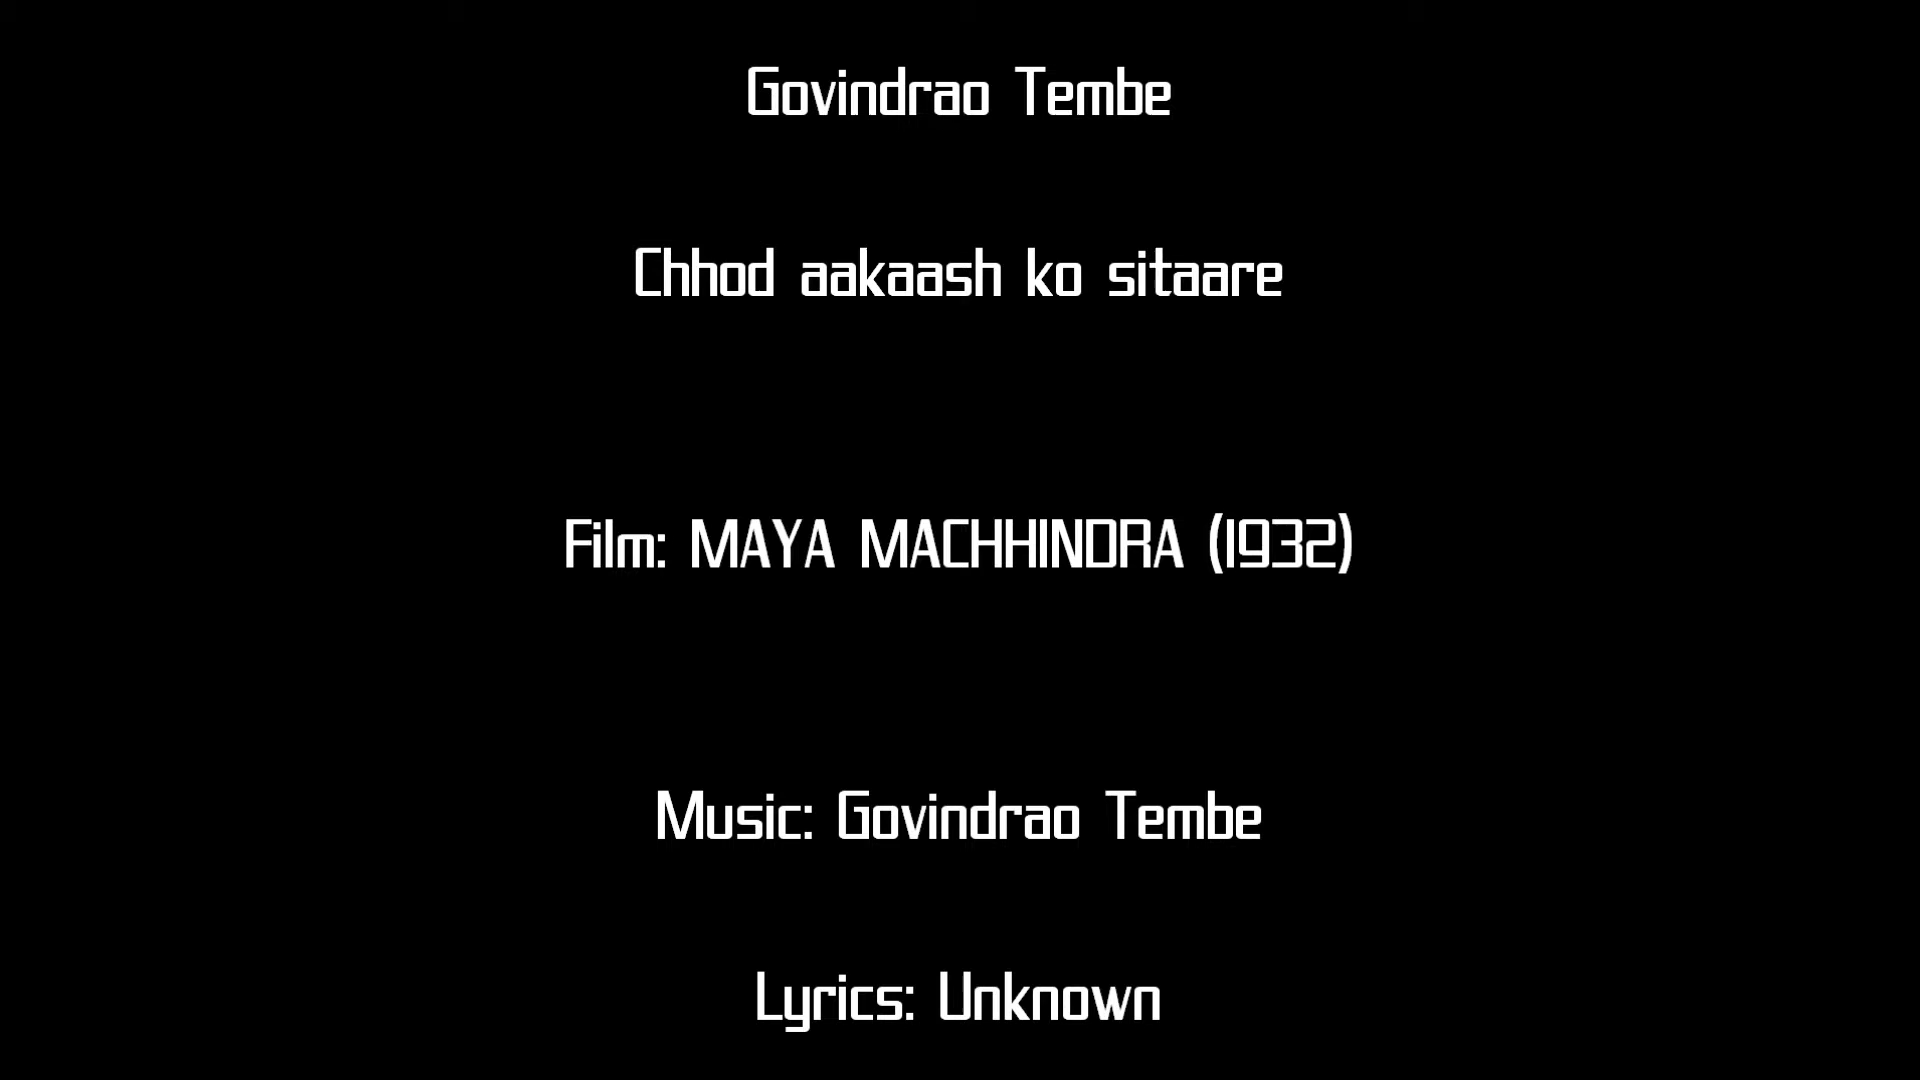 Govindrao Tembe
Chhod aakaash ko sitaare
Film: MAYA MACHHINDRA (1932)
Music: Govindrao Tembe
Lyrics: Unknown